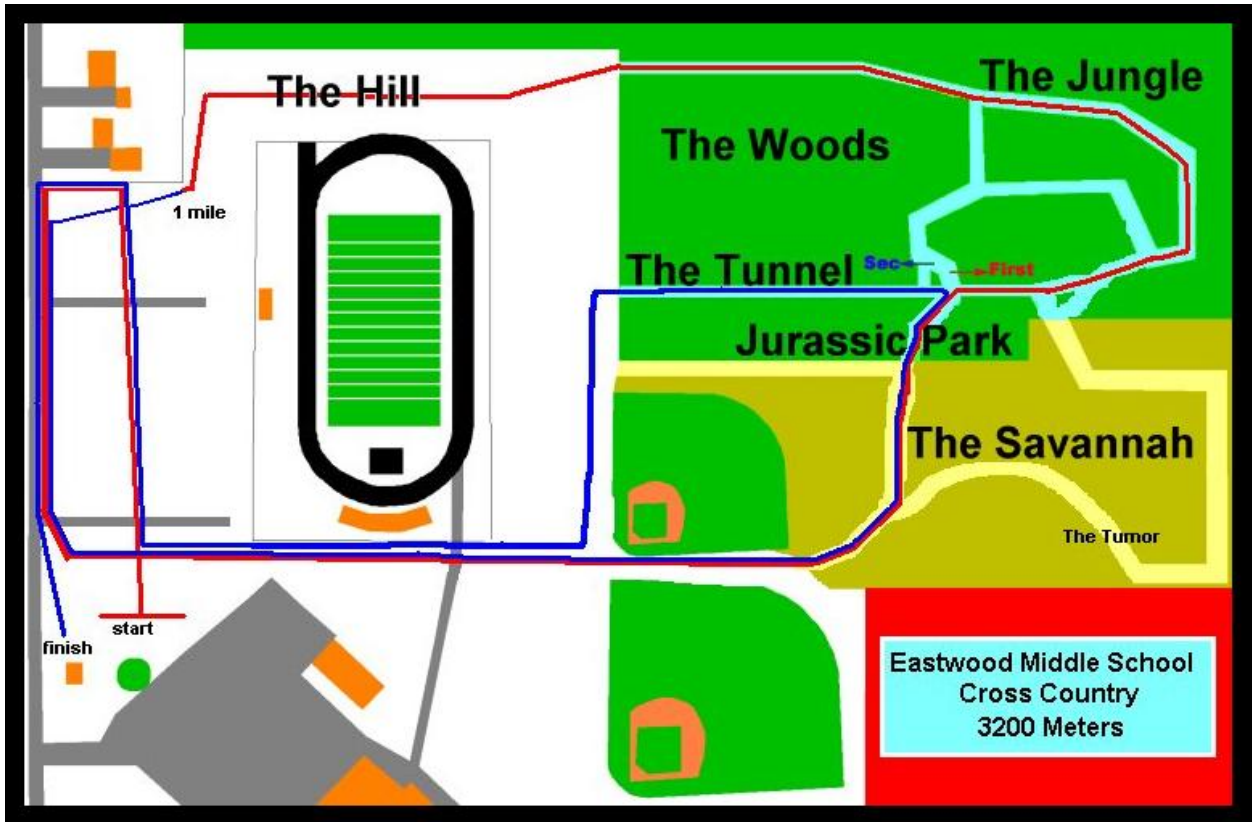 The Jungle
The Hill
The Woods
1 mile
The Tunnel
Sec
First
Jurassic Park
The Savannah
The Tumor
start
finish
Eastwood Middle School
Cross Country
3200 Meters